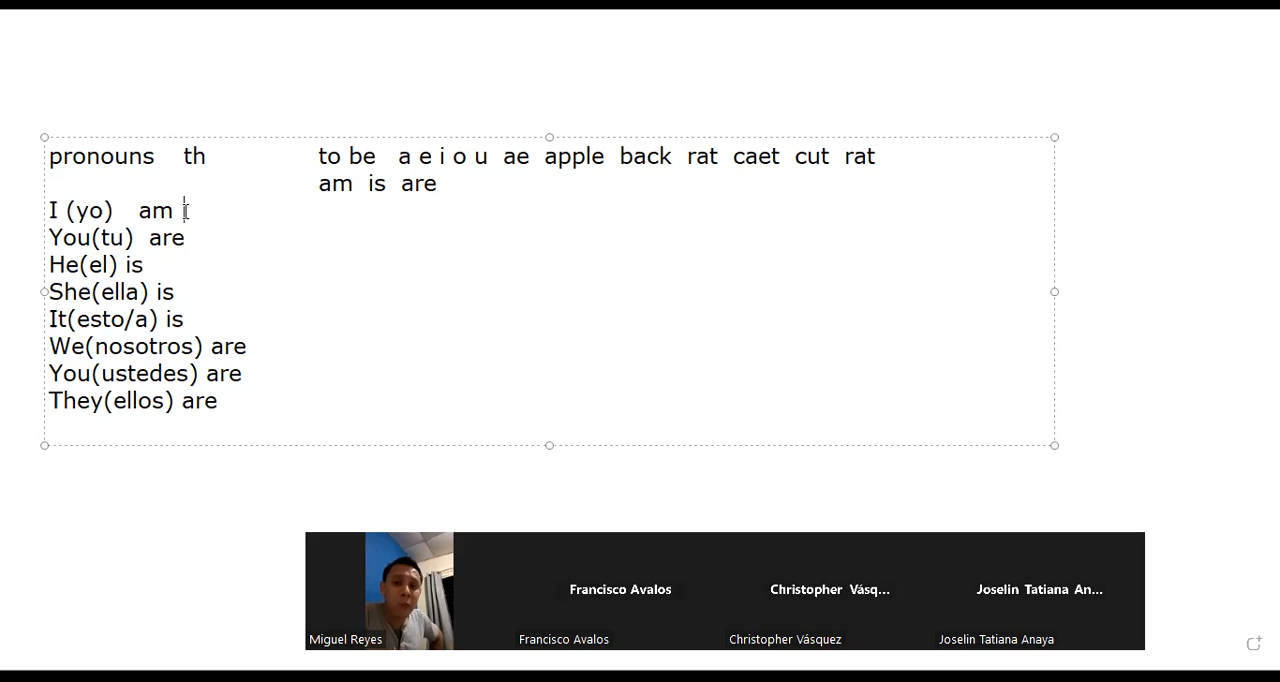 pronouns th to be a e i o u ae apple back rat caet cut rat
am is are
I (yo) am
You(tu) are
He(el) is
She(ella) is
It(esto/a) is
We(nosotros) are
You(ustedes) are
They(ellos) are
Francisco Avalos Christopher Vásq... Joselin Tatiana An...
Miguel Reyes Francisco Avalos Christopher Vásquez Joselin Tatiana Anaya